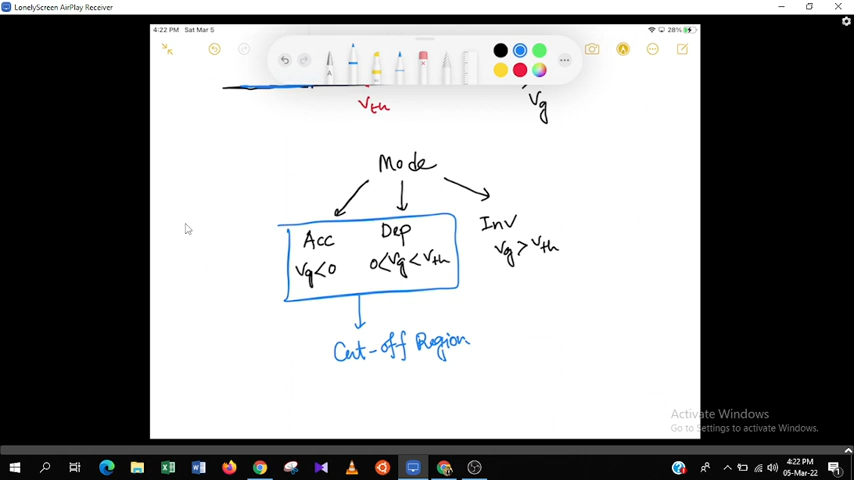 LonelyScreen AirPlay Receiver
4:22 PM Sat Mar 5
28%
A
Vth
Vg
Mode
Acc
Dep
Inv
Vg<0
0<Vg<Vth
Vg>Vth
Cut-off Region
Activate Windows
Go to Settings to activate Windows.
4:22 PM
05-Mar-22